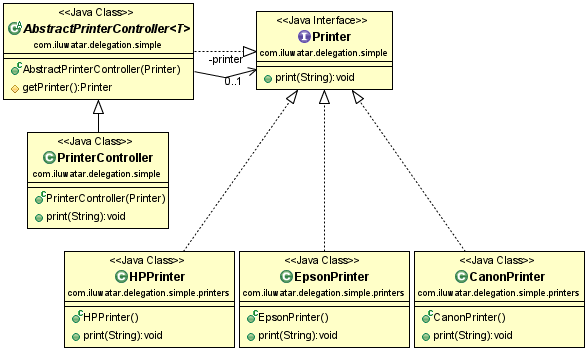 <<Java Class>>
AbstractPrinterController<T>
com.iluwatar.delegation.simple
AbstractPrinterController(Printer)
getPrinter():Printer
-printer
0..1
<<Java Interface>>
Printer
com.iluwatar.delegation.simple
print(String):void
<<Java Class>>
PrinterController
com.iluwatar.delegation.simple
PrinterController(Printer)
print(String):void
<<Java Class>>
HPPrinter
com.iluwatar.delegation.simple.printers
HPPrinter()
print(String):void
<<Java Class>>
EpsonPrinter
com.iluwatar.delegation.simple.printers
EpsonPrinter()
print(String):void
<<Java Class>>
CanonPrinter
com.iluwatar.delegation.simple.printers
CanonPrinter()
print(String):void